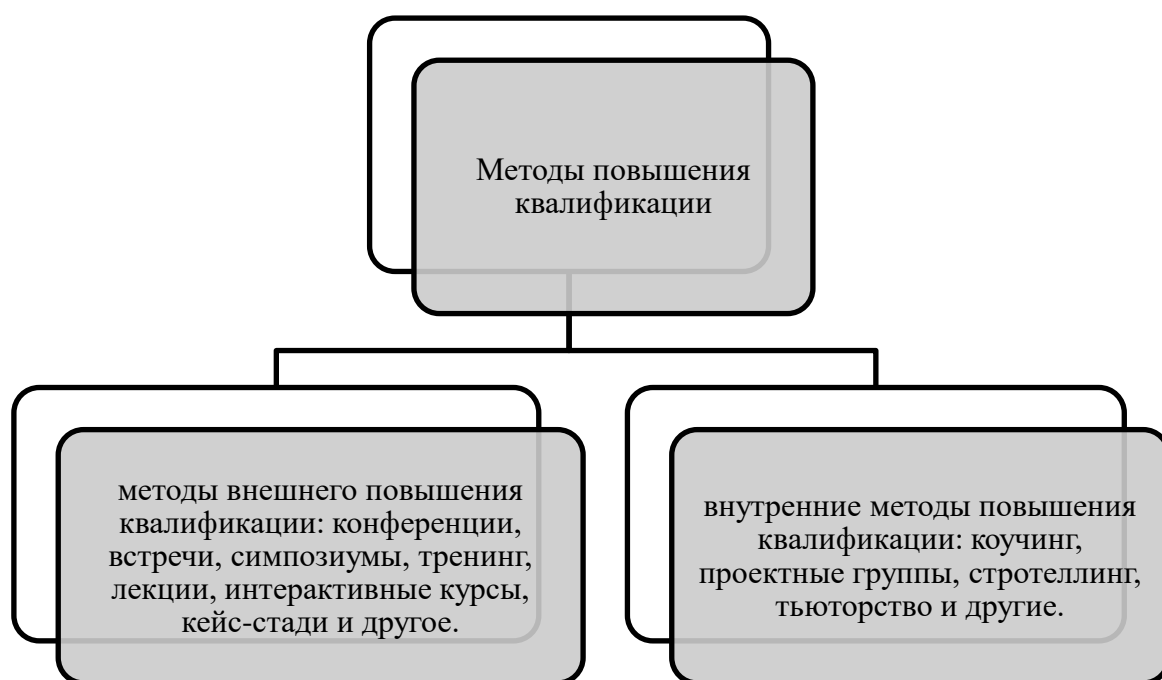 Методы повышения
квалификации
методы внешнего повышения
квалификации: конференции,
встречи, симпозиумы, тренинг,
лекции, интерактивные курсы,
кейс-стади и другое.
внутренние методы повышения
квалификации: коучинг,
проектные группы, стротеллинг,
тьюторство и другие.